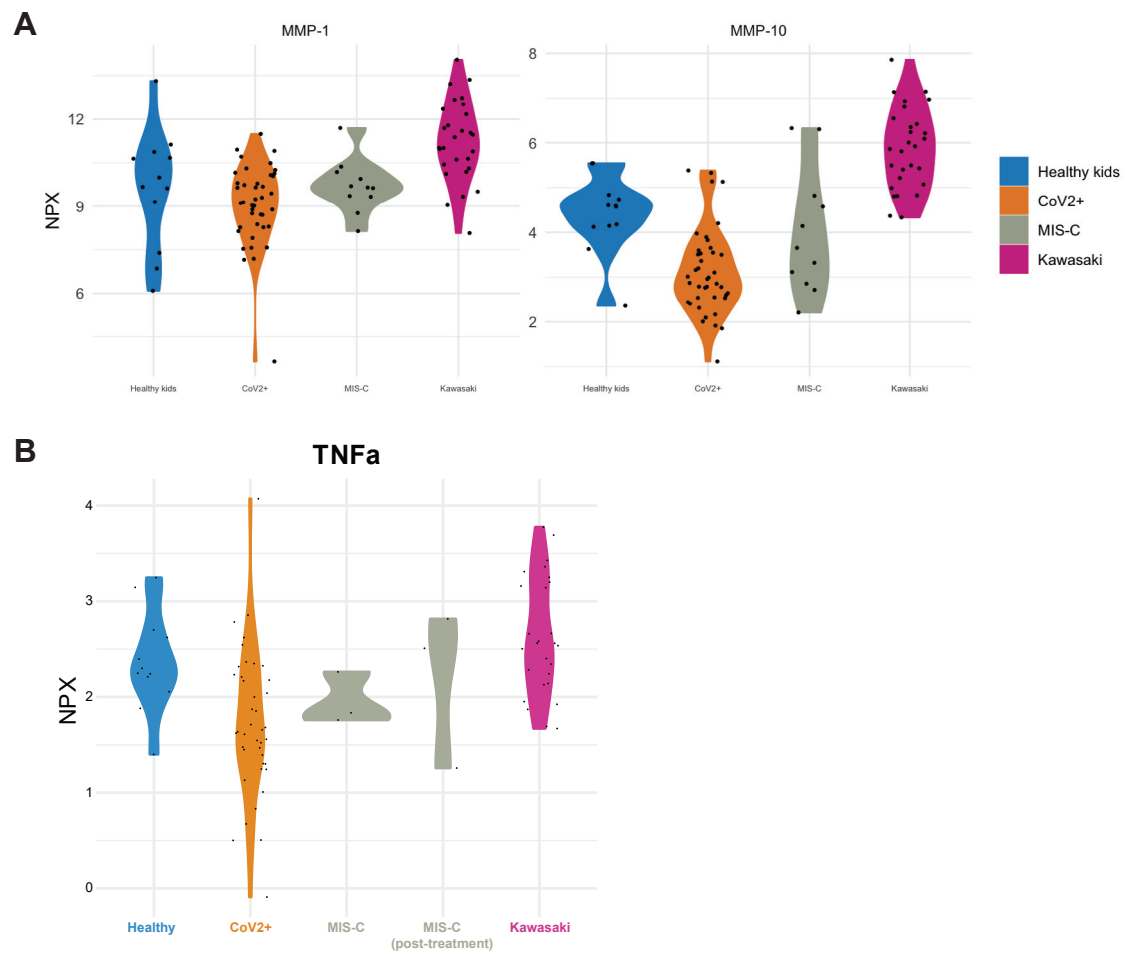 A
MMP-1
MMP-10
NPX
12
9
6
8
6
4
2
Healthy kids
CoV2+
MIS-C
Kawasaki
Healthy kids
CoV2+
MIS-C
Kawasaki
Healthy kids
CoV2+
MIS-C
Kawasaki
B
TNFa
NPX
4
3
2
1
0
Healthy
CoV2+
MIS-C
MIS-C
(post-treatment)
Kawasaki